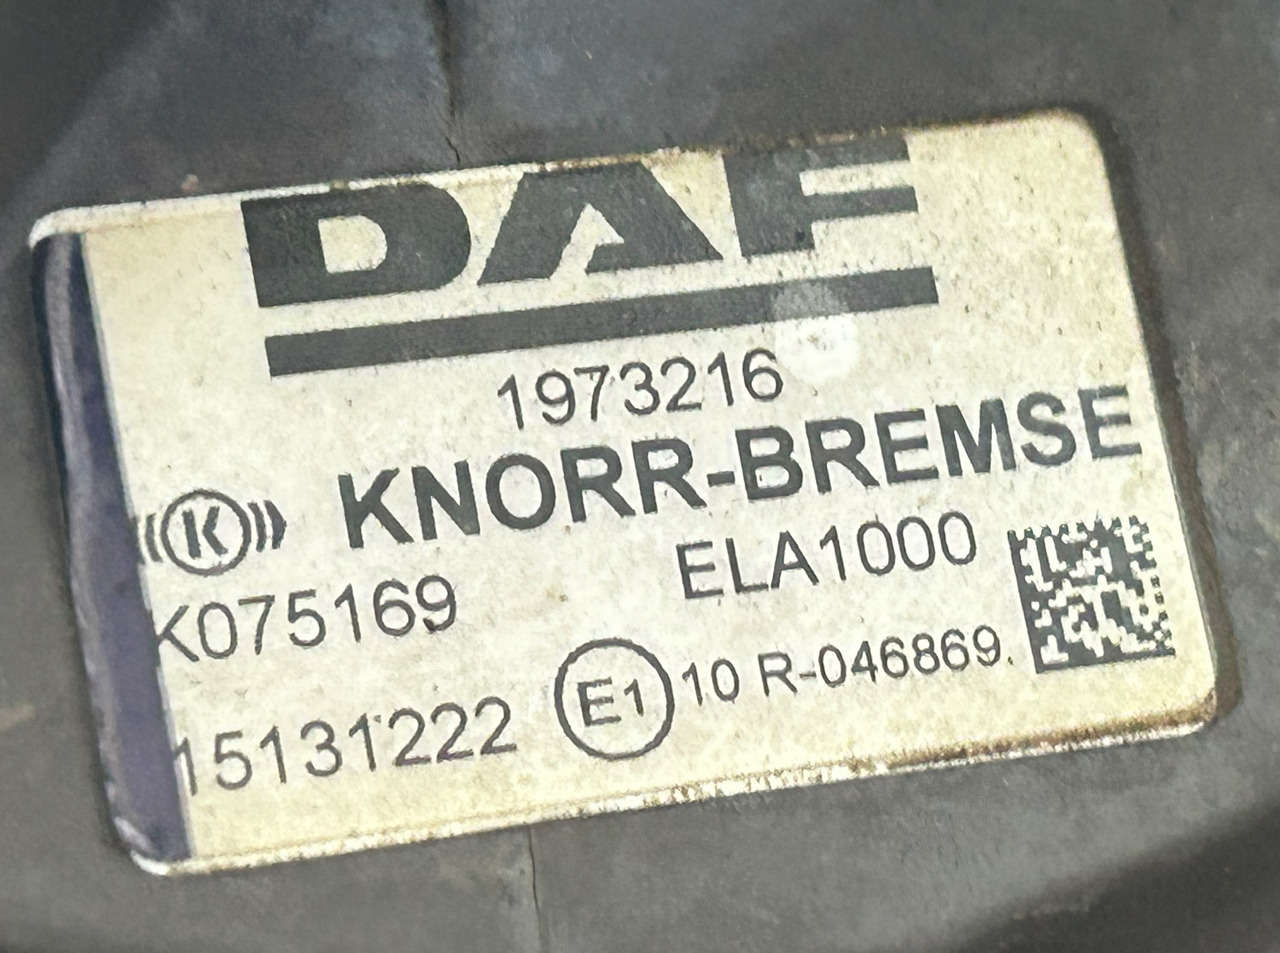 DAF
1973216
KNORR-BREMSE
K075169 ELA1000
15131222 E1 10 R-046869.